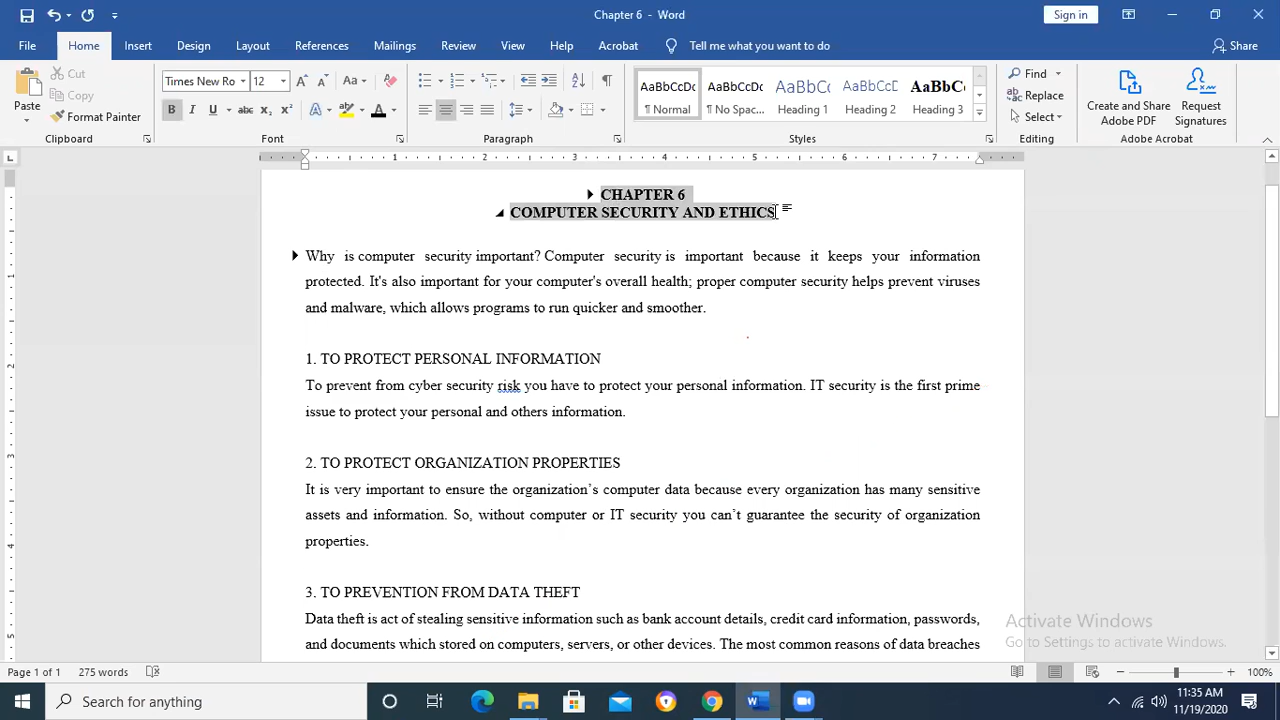 Chapter 6 - Word
Sign in
File Home Insert Design Layout References Mailings Review View Help Acrobat Tell me what you want to do Share
Paste
Cut
Copy
Format Painter
Clipboard
Times New Ro 12
Font
Paragraph
AaBbCcDc AaBbCcDc AaBbC AaBbCcD AaBbC
¶ Normal ¶ No Spac... Heading 1 Heading 2 Heading 3
Styles
Find
Replace
Select
Editing
Create and Share Adobe PDF
Request Signatures
Adobe Acrobat
1 2 3 4 5 6 7
CHAPTER 6
COMPUTER SECURITY AND ETHICS
Why is computer security important? Computer security is important because it keeps your information
protected. It's also important for your computer's overall health; proper computer security helps prevent viruses
and malware, which allows programs to run quicker and smoother.
1. TO PROTECT PERSONAL INFORMATION
To prevent from cyber security risk you have to protect your personal information. IT security is the first prime
issue to protect your personal and others information.
2. TO PROTECT ORGANIZATION PROPERTIES
It is very important to ensure the organization’s computer data because every organization has many sensitive
assets and information. So, without computer or IT security you can’t guarantee the security of organization
properties.
3. TO PREVENTION FROM DATA THEFT
Data theft is act of stealing sensitive information such as bank account details, credit card information, passwords,
and documents which stored on computers, servers, or other devices. The most common reasons of data breaches
Activate Windows
Go to Settings to activate Windows.
Page 1 of 1 275 words
100%
Search for anything
11:35 AM
11/19/2020